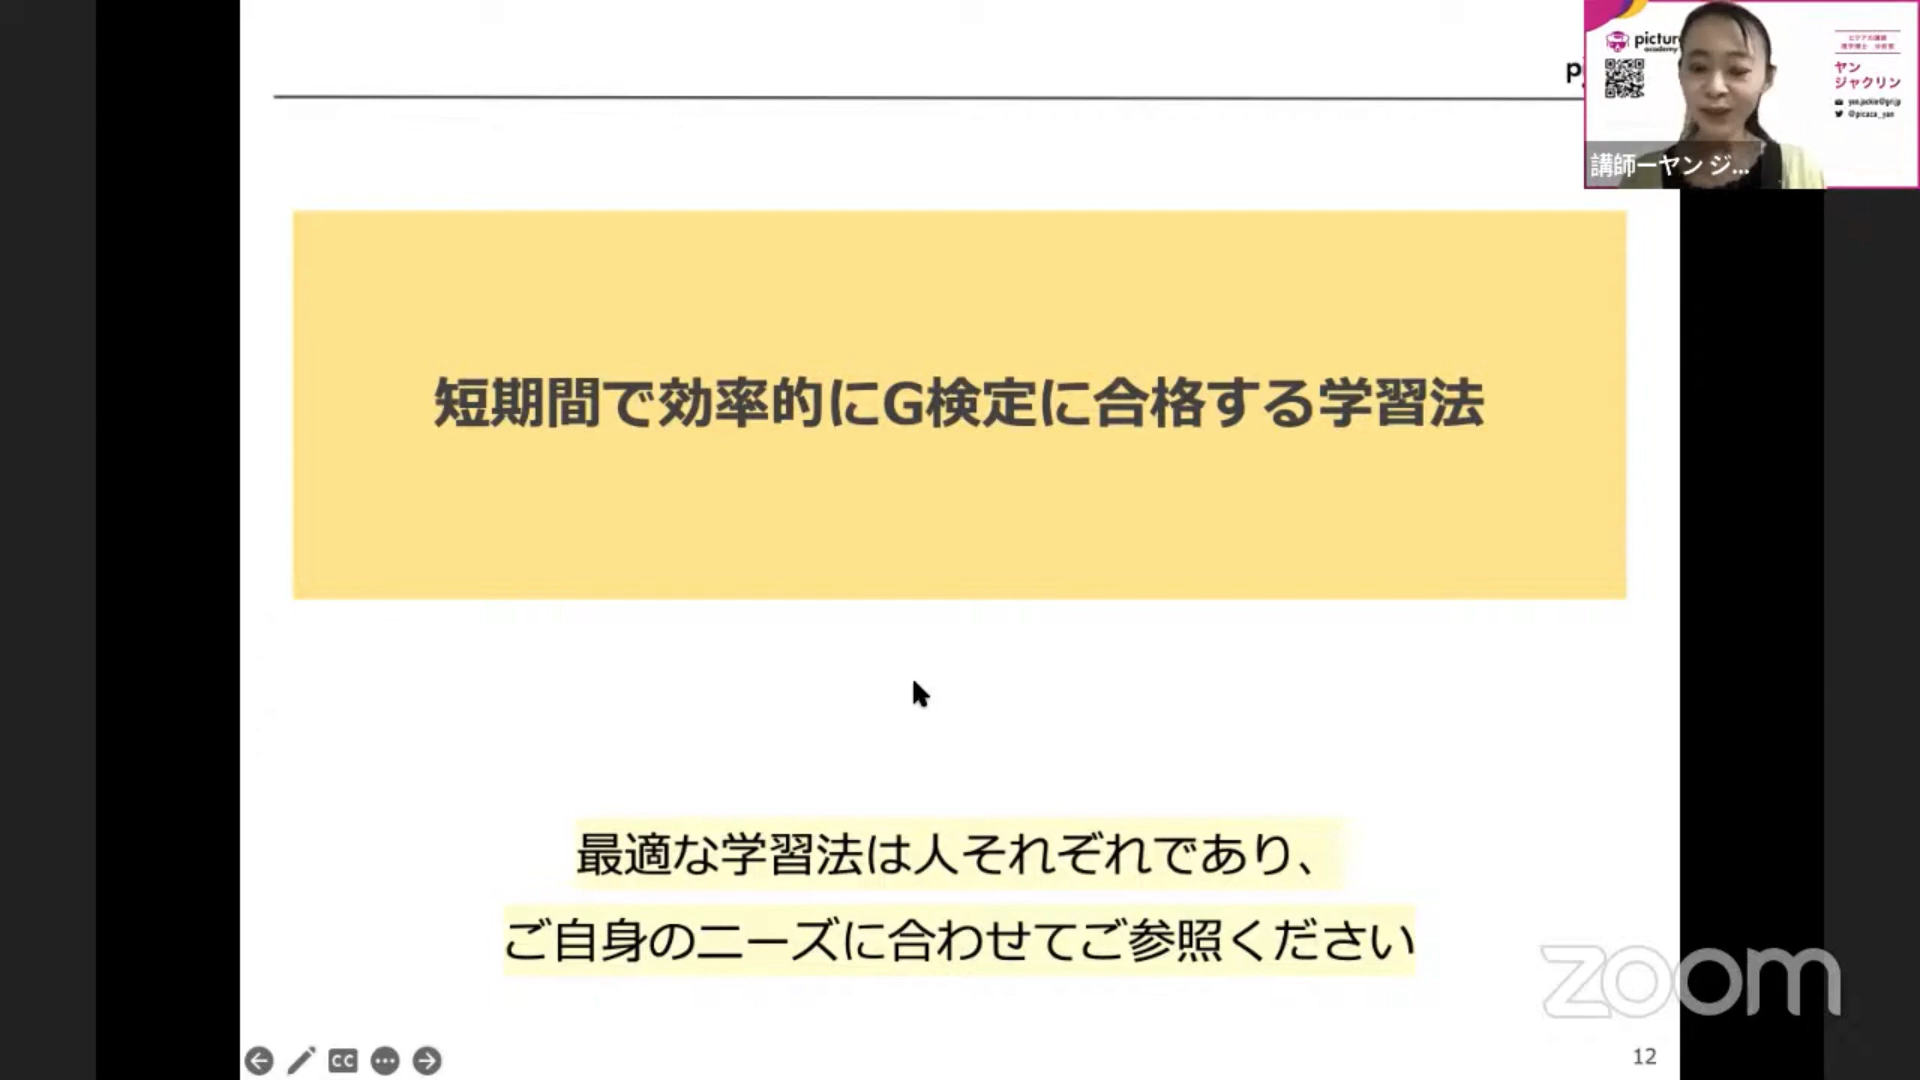 picture
academy
ヤン
ジャクリン
@picaca_yan
講師ーヤン ジ...
短期間で効率的にG検定に合格する学習法
最適な学習法は人それぞれであり、
ご自身のニーズに合わせてご参照ください
zoom
CC
12